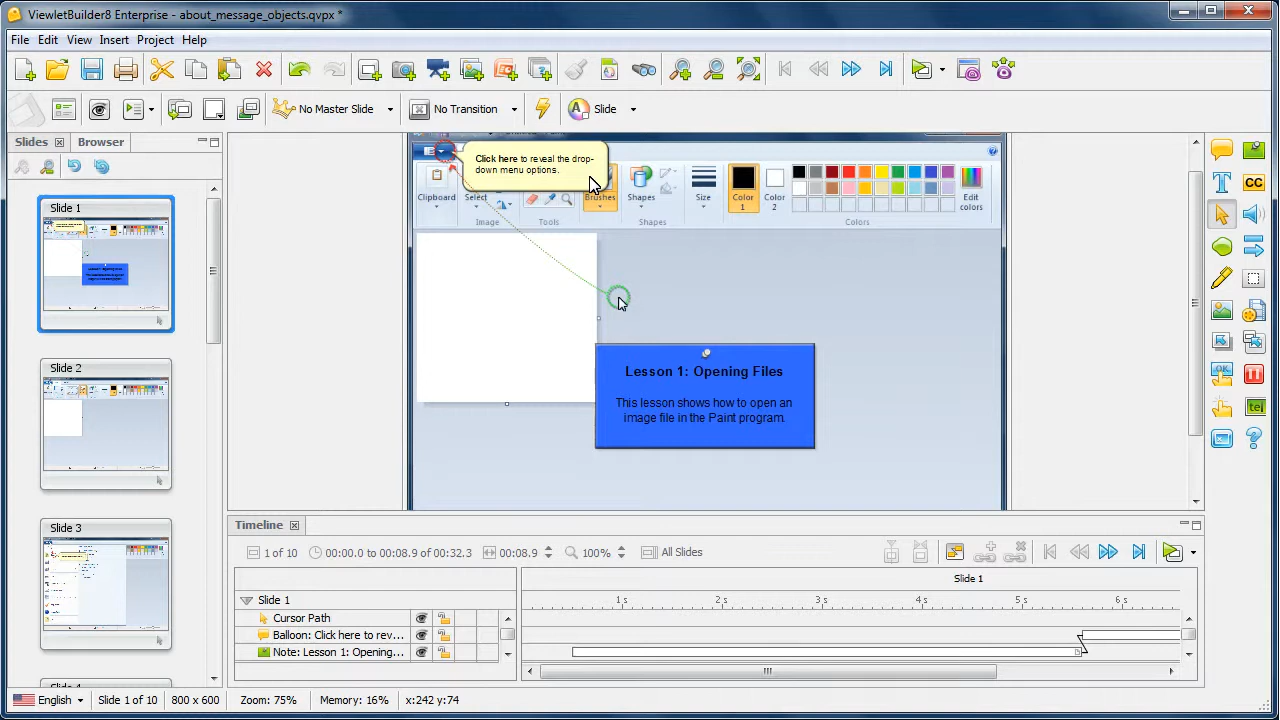 ViewletBuilder8 Enterprise - about_message_objects.qvpx *
File Edit View Insert Project Help
No Master Slide No Transition Slide
Slides Browser
Slide 1
Slide 2
Slide 3
Click here to reveal the drop-
down menu options.
Clipboard Select Brushes Shapes Size Color
1 Color
2 Edit
colors
Image Tools Shapes Colors
Lesson 1: Opening Files
This lesson shows how to open an
image file in the Paint program.
CC
OK
tel
Timeline
1 of 10 00:00.0 to 00:08.9 of 00:32.3 00:08.9 100% All Slides
Slide 1
Slide 1 1 s 2 s 3 s 4 s 5 s 6 s
Cursor Path
Balloon: Click here to rev...
Note: Lesson 1: Opening...
English Slide 1 of 10 800 x 600 Zoom: 75% Memory: 16% x:242 y:74